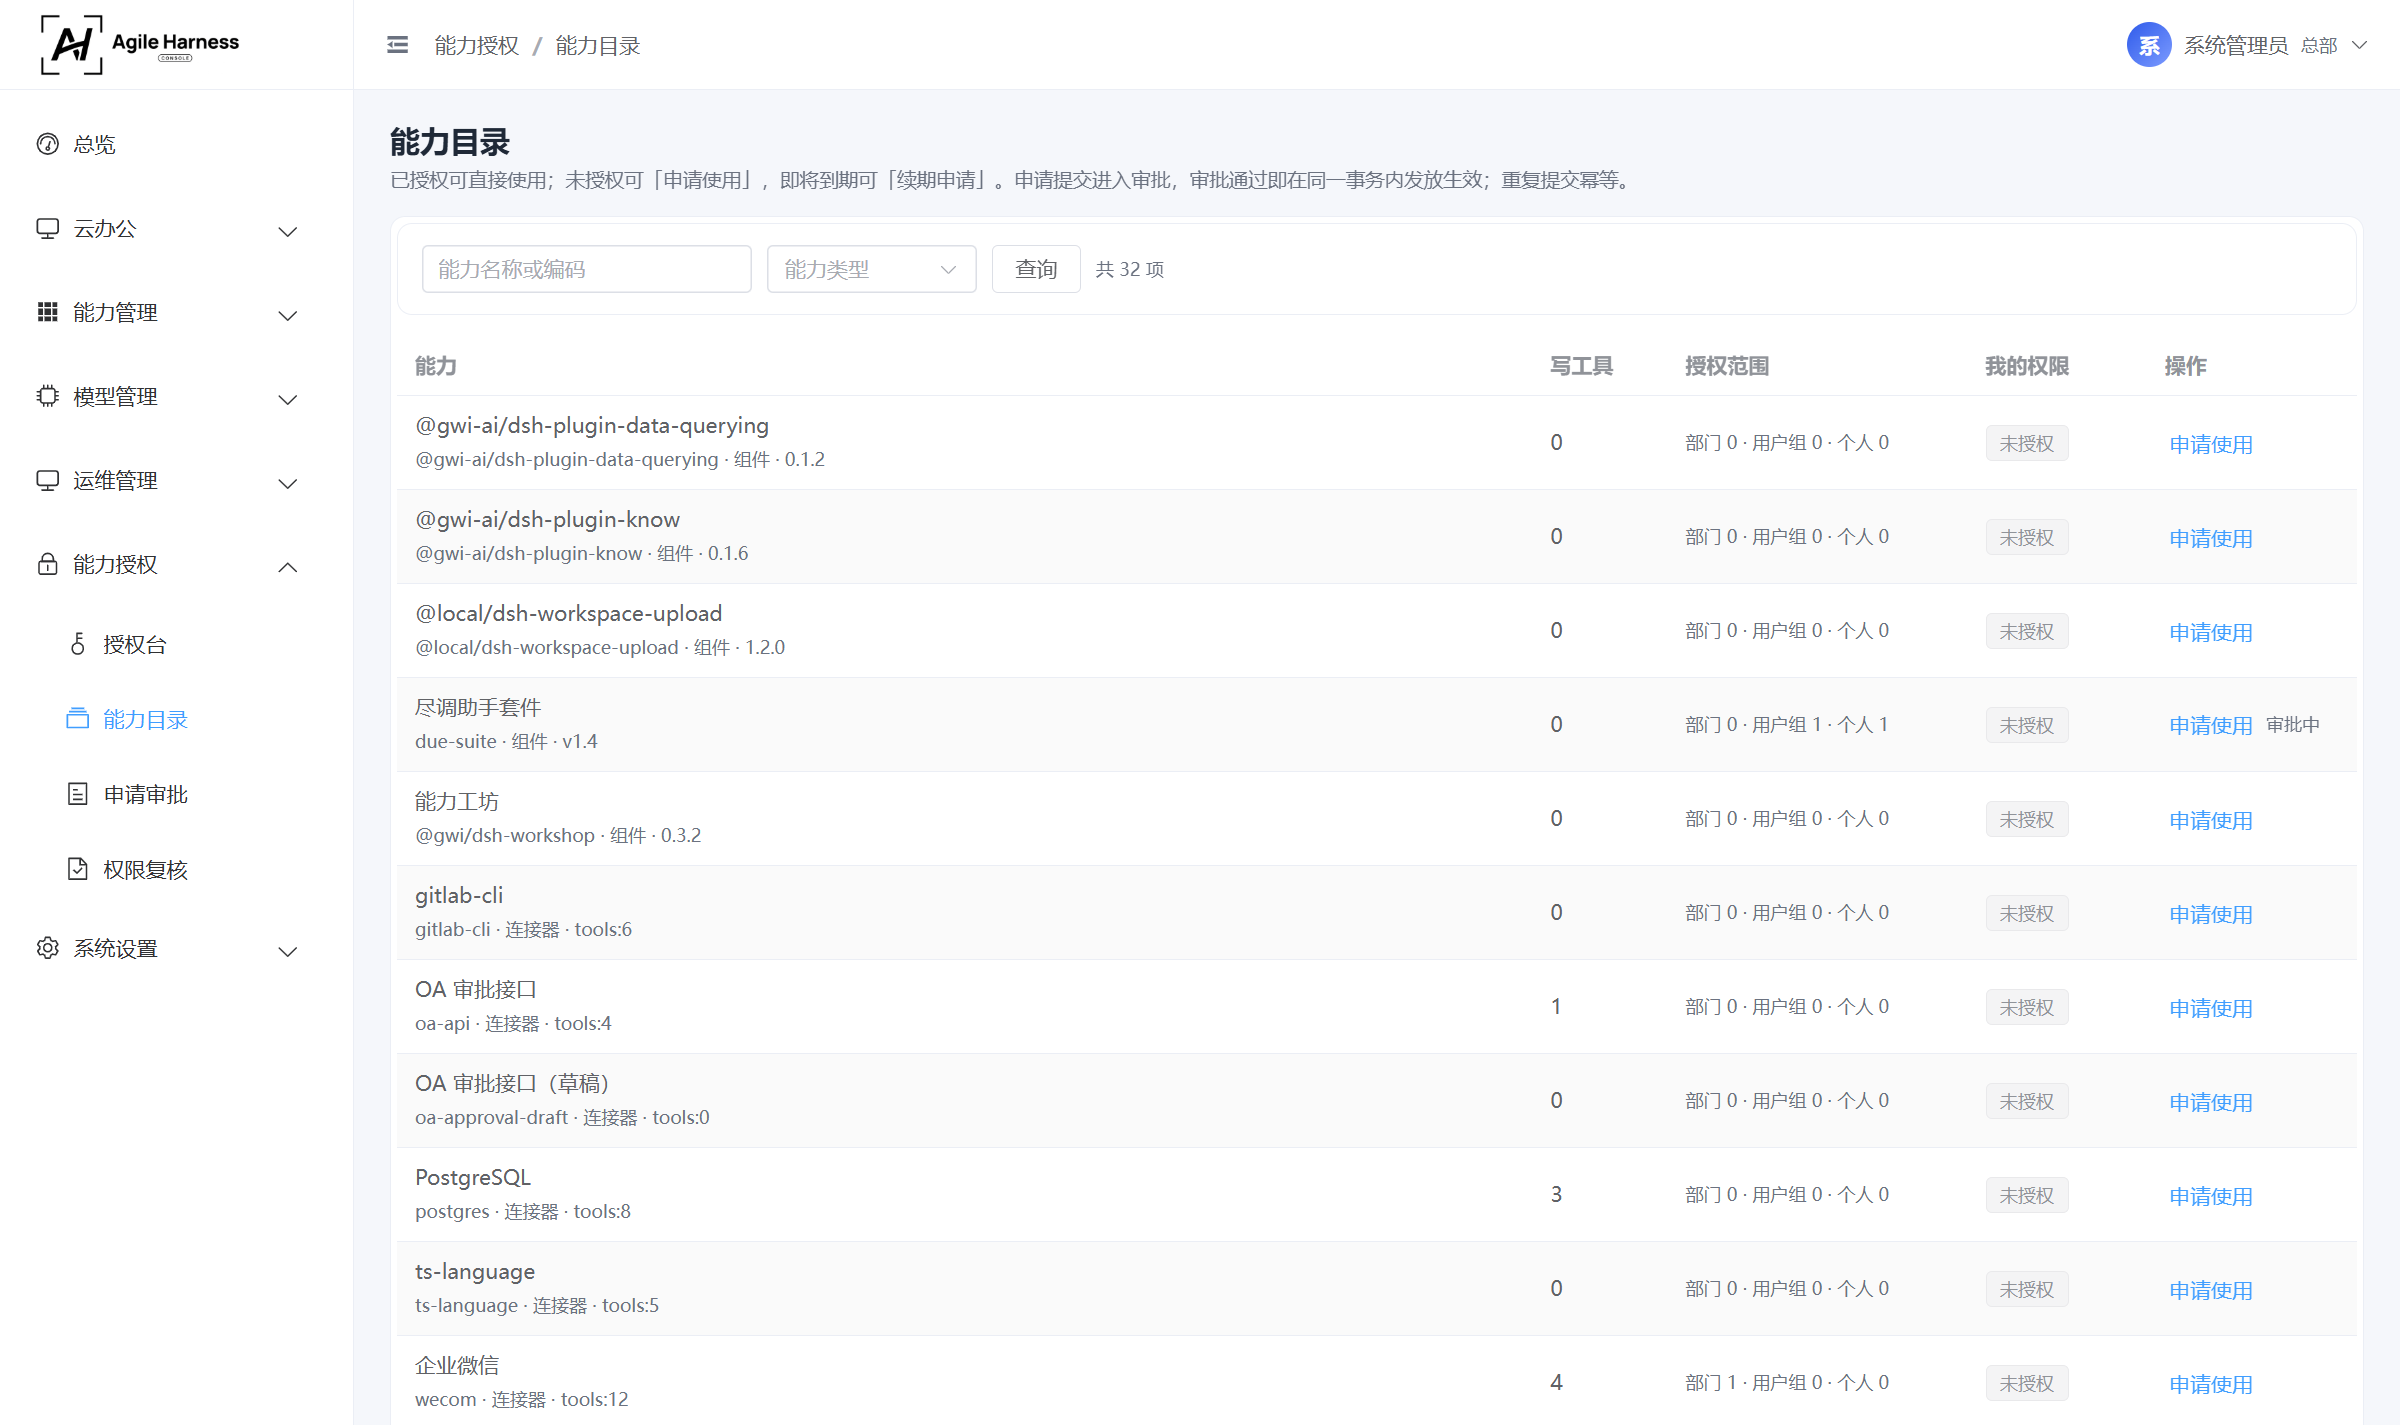 Agile Harness
CONSOLE
能力授权 / 能力目录
系 系统管理员 总部
总览
云办公
能力管理
模型管理
运维管理
能力授权
授权台
能力目录
申请审批
权限复核
系统设置
能力目录
已授权可直接使用；未授权可「申请使用」，即将到期可「续期申请」。申请提交进入审批，审批通过即在同一事务内发放生效；重复提交幂等。
能力名称或编码 能力类型 查询 共 32 项
能力 写工具 授权范围 我的权限 操作
@gwi-ai/dsh-plugin-data-querying
@gwi-ai/dsh-plugin-data-querying · 组件 · 0.1.2
0 部门 0 · 用户组 0 · 个人 0 未授权 申请使用
@gwi-ai/dsh-plugin-know
@gwi-ai/dsh-plugin-know · 组件 · 0.1.6
0 部门 0 · 用户组 0 · 个人 0 未授权 申请使用
@local/dsh-workspace-upload
@local/dsh-workspace-upload · 组件 · 1.2.0
0 部门 0 · 用户组 0 · 个人 0 未授权 申请使用
尽调助手套件
due-suite · 组件 · v1.4
0 部门 0 · 用户组 1 · 个人 1 未授权 申请使用 审批中
能力工坊
@gwi/dsh-workshop · 组件 · 0.3.2
0 部门 0 · 用户组 0 · 个人 0 未授权 申请使用
gitlab-cli
gitlab-cli · 连接器 · tools:6
0 部门 0 · 用户组 0 · 个人 0 未授权 申请使用
OA 审批接口
oa-api · 连接器 · tools:4
1 部门 0 · 用户组 0 · 个人 0 未授权 申请使用
OA 审批接口（草稿）
oa-approval-draft · 连接器 · tools:0
0 部门 0 · 用户组 0 · 个人 0 未授权 申请使用
PostgreSQL
postgres · 连接器 · tools:8
3 部门 0 · 用户组 0 · 个人 0 未授权 申请使用
ts-language
ts-language · 连接器 · tools:5
0 部门 0 · 用户组 0 · 个人 0 未授权 申请使用
企业微信
wecom · 连接器 · tools:12
4 部门 1 · 用户组 0 · 个人 0 未授权 申请使用